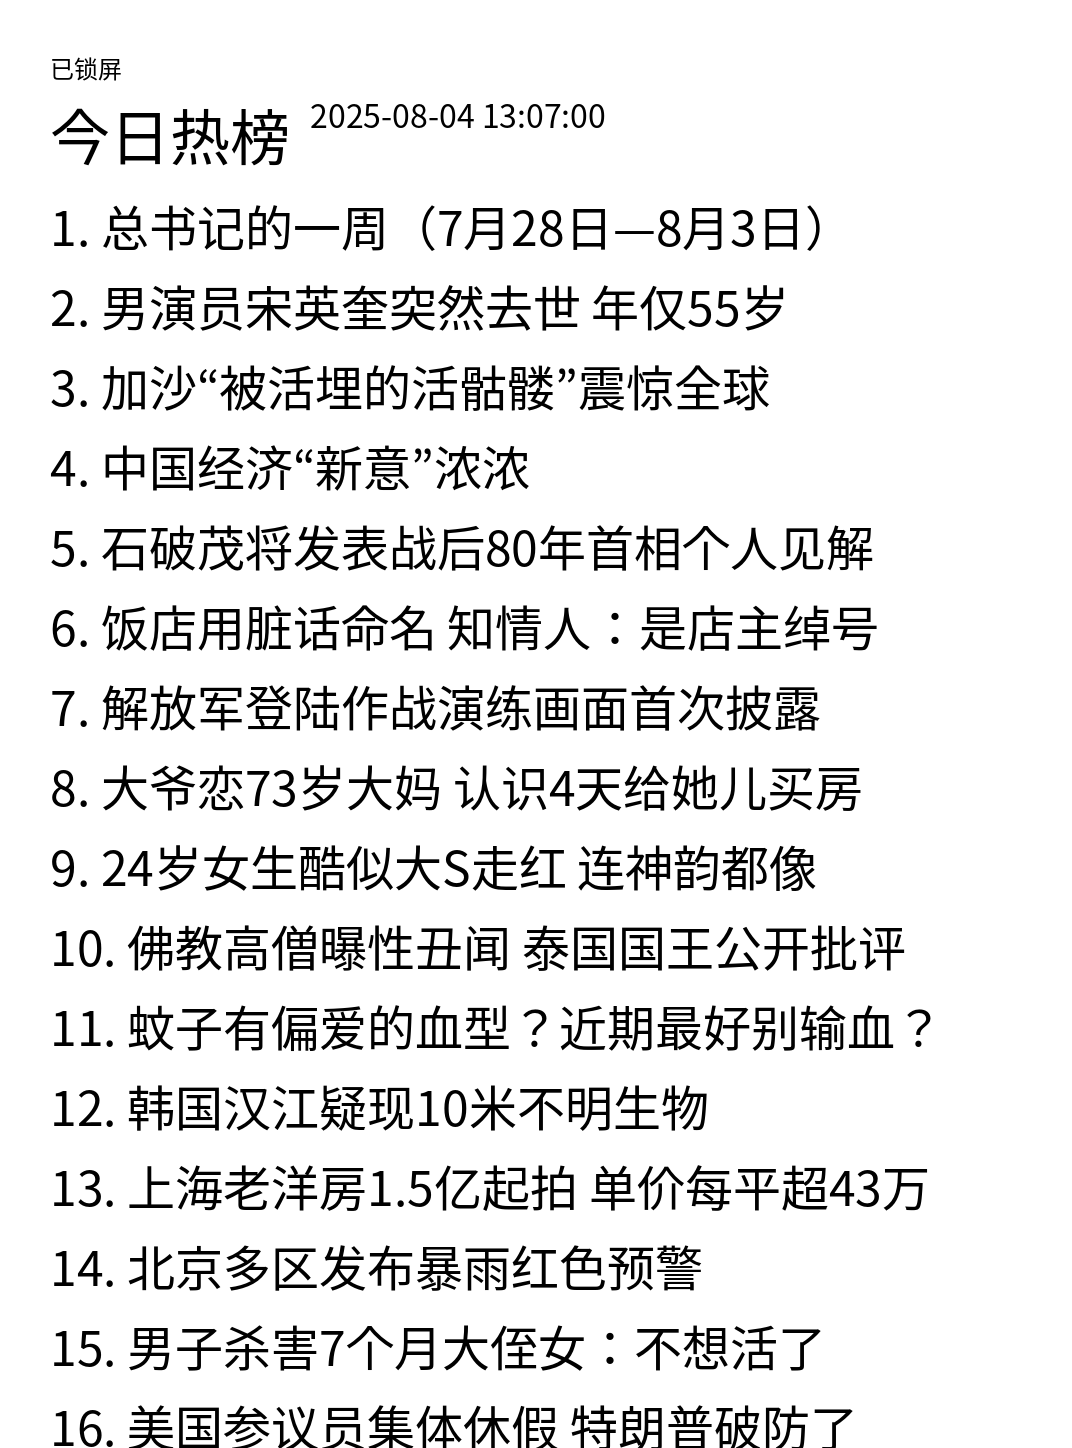 已锁屏
今日热榜 2025-08-04 13:07:00
1. 总书记的一周（7月28日—8月3日）
2. 男演员宋英奎突然去世 年仅55岁
3. 加沙“被活埋的活骷髅”震惊全球
4. 中国经济“新意”浓浓
5. 石破茂将发表战后80年首相个人见解
6. 饭店用脏话命名 知情人：是店主绰号
7. 解放军登陆作战演练画面首次披露
8. 大爷恋73岁大妈 认识4天给她儿买房
9. 24岁女生酷似大S走红 连神韵都像
10. 佛教高僧曝性丑闻 泰国国王公开批评
11. 蚊子有偏爱的血型？近期最好别输血？
12. 韩国汉江疑现10米不明生物
13. 上海老洋房1.5亿起拍 单价每平超43万
14. 北京多区发布暴雨红色预警
15. 男子杀害7个月大侄女：不想活了
16. 美国参议员集体休假 特朗普破防了